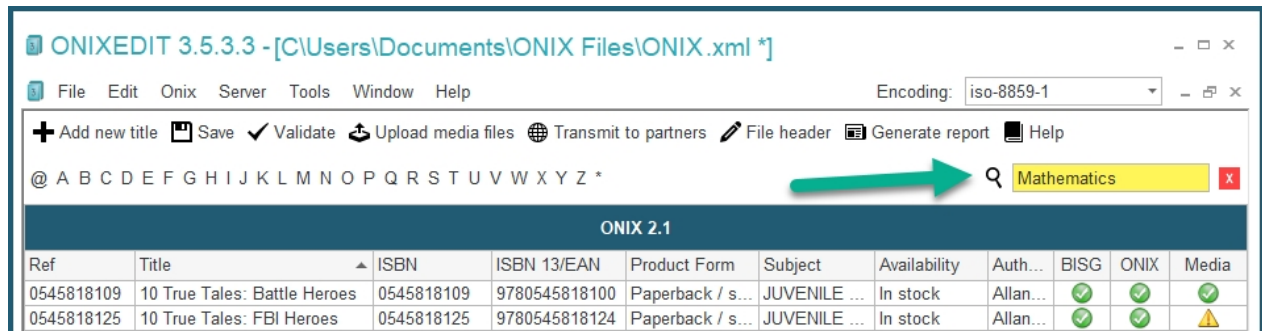 ONIXEDIT 3.5.3.3 - [C\Users\Documents\ONIX Files\ONIX.xml *]
File Edit Onix Server Tools Window Help Encoding: iso-8859-1
Add new title Save Validate Upload media files Transmit to partners File header Generate report Help
@ A B C D E F G H I J K L M N O P Q R S T U V W X Y Z * Mathematics X
ONIX 2.1
Ref Title ISBN ISBN 13/EAN Product Form Subject Availability Auth... BISG ONIX Media
0545818109 10 True Tales: Battle Heroes 0545818109 9780545818100 Paperback / s... JUVENILE ... In stock Allan...
0545818125 10 True Tales: FBI Heroes 0545818125 9780545818124 Paperback / s... JUVENILE ... In stock Allan...